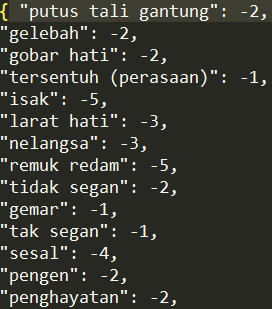 { "putus tali gantung": -2,
"gelebah": -2,
"gobar hati": -2,
"tersentuh (perasaan)": -1,
"isak": -5,
"larat hati": -3,
"nelangsa": -3,
"remuk redam": -5,
"tidak segan": -2,
"gemar": -1,
"tak segan": -1,
"sesal": -4,
"pengen": -2,
"penghayatan": -2,